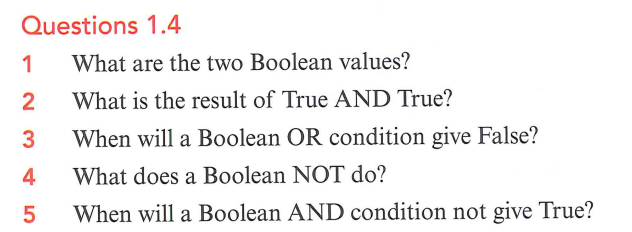 Questions 1.4
1 What are the two Boolean values?
2 What is the result of True AND True?
3 When will a Boolean OR condition give False?
4 What does a Boolean NOT do?
5 When will a Boolean AND condition not give True?